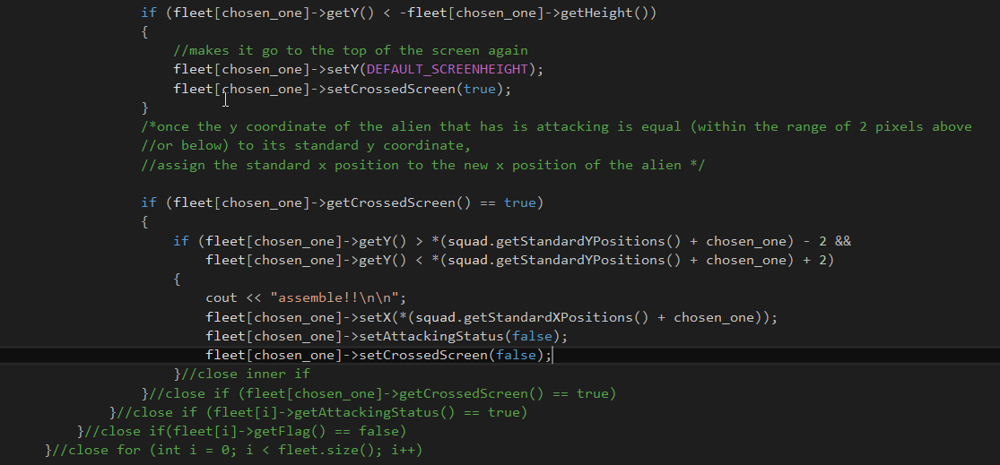 if (fleet[chosen_one]->getY() < -fleet[chosen_one]->getHeight())
{
//makes it go to the top of the screen again
fleet[chosen_one]->setY(DEFAULT_SCREENHEIGHT);
fleet[chosen_one]->setCrossedScreen(true);
}
/*once the y coordinate of the alien that has is attacking is equal (within the range of 2 pixels above
//or below) to its standard y coordinate,
//assign the standard x position to the new x position of the alien */
if (fleet[chosen_one]->getCrossedScreen() == true)
{
if (fleet[chosen_one]->getY() > *(squad.getStandardYPositions() + chosen_one) - 2 &&
fleet[chosen_one]->getY() < *(squad.getStandardYPositions() + chosen_one) + 2)
{
cout << "assemble!!\n\n";
fleet[chosen_one]->setX(*(squad.getStandardXPositions() + chosen_one));
fleet[chosen_one]->setAttackingStatus(false);
fleet[chosen_one]->setCrossedScreen(false);
}//close inner if
}//close if (fleet[chosen_one]->getCrossedScreen() == true)
}//close if (fleet[i]->getAttackingStatus() == true)
}//close if(fleet[i]->getFlag() == false)
}//close for (int i = 0; i < fleet.size(); i++)